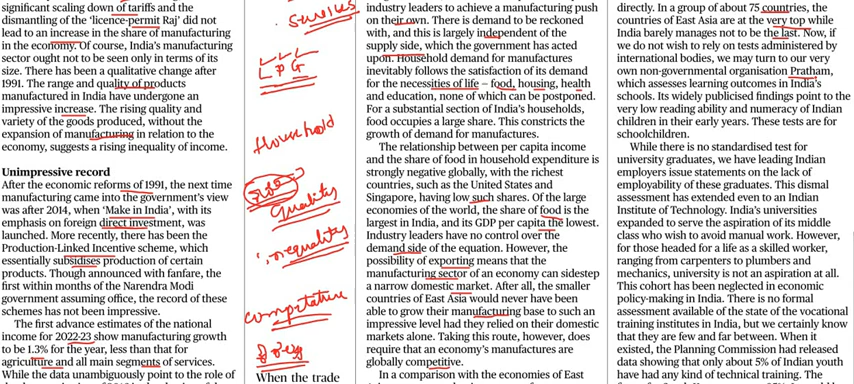 significant scaling down of tariffs and the
dismantling of the 'licence-permit Raj' did not
lead to an increase in the share of manufacturing
in the economy. Of course, India's manufacturing
sector ought not to be seen only in terms of its
size. There has been a qualitative change after
1991. The range and quality of products
manufactured in India have undergone an
impressive increase. The rising quality and
variety of the goods produced, without the
expansion of manufacturing in relation to the
economy, suggests a rising inequality of income.
Unimpressive record
After the economic reforms of 1991, the next time
manufacturing came into the government's view
was after 2014, when 'Make in India', with its
emphasis on foreign direct investment, was
launched. More recently, there has been the
Production-Linked Incentive scheme, which
essentially subsidises production of certain
products. Though announced with fanfare, the
first within months of the Narendra Modi
government assuming office, the record of these
schemes has not been impressive.
The first advance estimates of the national
income for 2022-23 show manufacturing growth
to be 1.3% for the year, less than that for
agriculture and all main segments of services.
While the data unambiguously point to the role of
services
L P G
Household
Quality
inequality
When the trade
industry leaders to achieve a manufacturing push
on their own. There is demand to be reckoned
with, and this is largely independent of the
supply side, which the government has acted
upon. Household demand for manufactures
inevitably follows the satisfaction of its demand
for the necessities of life – food, housing, health
and education, none of which can be postponed.
For a substantial section of India's households,
food occupies a large share. This constricts the
growth of demand for manufactures.
The relationship between per capita income
and the share of food in household expenditure is
strongly negative globally, with the richest
countries, such as the United States and
Singapore, having low such shares. Of the large
economies of the world, the share of food is the
largest in India, and its GDP per capita the lowest.
Industry leaders have no control over the
demand side of the equation. However, the
possibility of exporting means that the
manufacturing sector of an economy can sidestep
a narrow domestic market. After all, the smaller
countries of East Asia would never have been
able to grow their manufacturing base to such an
impressive level had they relied on their domestic
markets alone. Taking this route, however, does
require that an economy's manufactures are
globally competitive.
In a comparison with the economies of East
directly. In a group of about 75 countries, the
countries of East Asia are at the very top while
India barely manages not to be the last. Now, if
we do not wish to rely on tests administered by
international bodies, we may turn to our very
own non-governmental organisation Pratham,
which assesses learning outcomes in India's
schools. Its widely publicised findings point to the
very low reading ability and numeracy of Indian
children in their early years. These tests are for
schoolchildren.
While there is no standardised test for
university graduates, we have leading Indian
employers issue statements on the lack of
employability of these graduates. This dismal
assessment has extended even to an Indian
Institute of Technology. India's universities
expanded to serve the aspiration of its middle
class who wish to avoid manual work. However,
for those headed for a life as a skilled worker,
ranging from carpenters to plumbers and
mechanics, university is not an aspiration at all.
This cohort has been neglected in economic
policy-making in India. There is no formal
assessment available of the state of the vocational
training institutes in India, but we certainly know
that they are few and far between. When it
existed, the Planning Commission had released
data showing that only about 5% of Indian youth
have had any kind of technical training. The